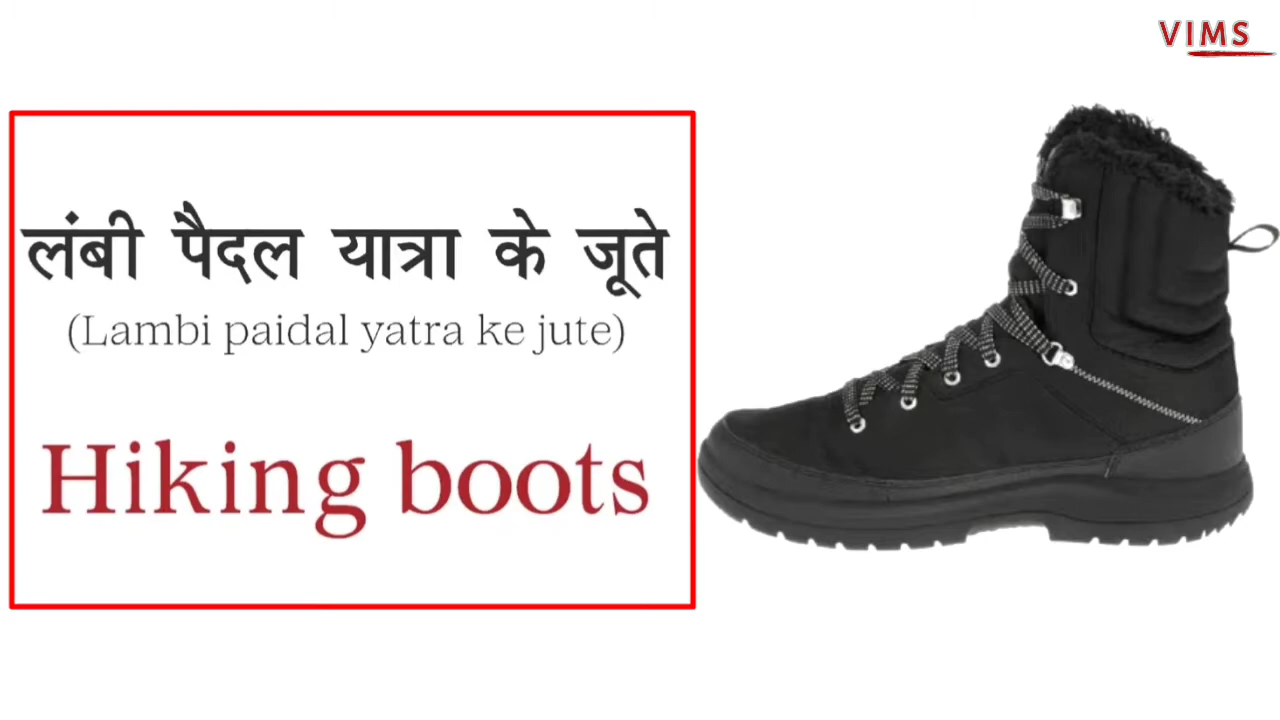 VIMS
लंबी पैदल यात्रा के जूते
(Lambi paidal yatra ke jute)
Hiking boots